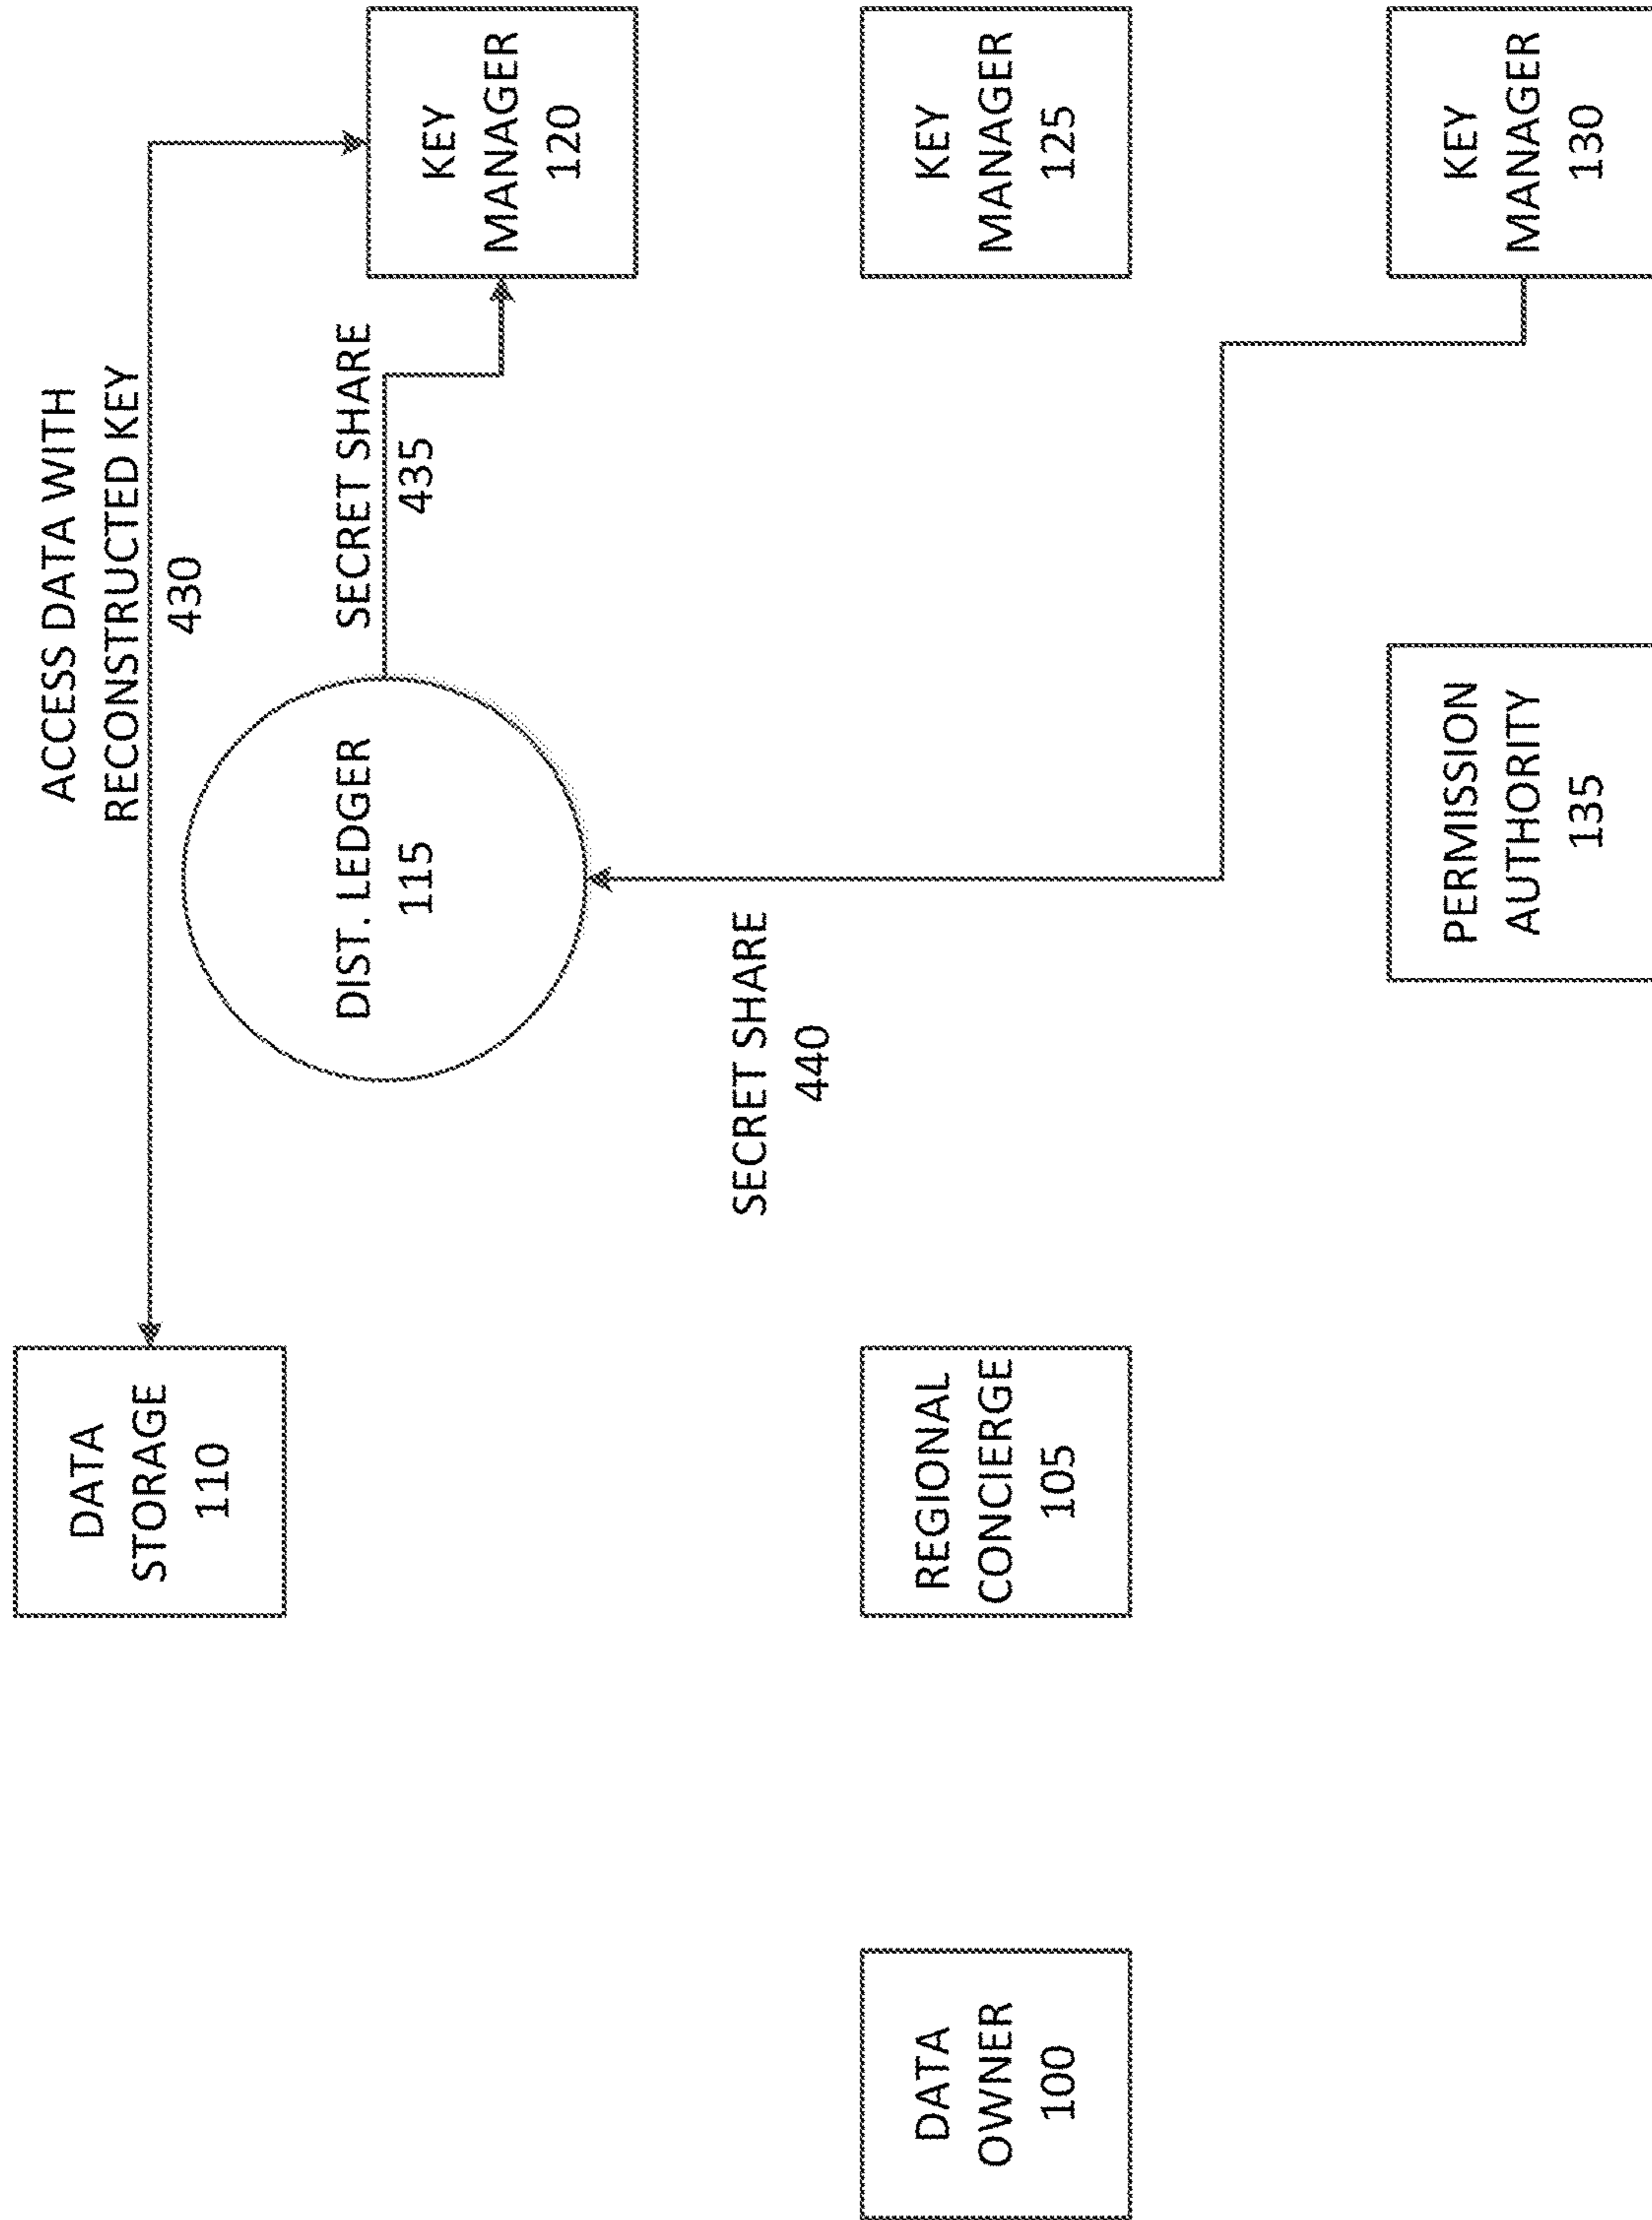 DATA
STORAGE
110
ACCESS DATA WITH
RECONSTRUCTED KEY
430
DIST. LEDGER
115
SECRET SHARE
435
KEY
MANAGER
120
SECRET SHARE
440
DATA
OWNER
100
REGIONAL
CONCIERGE
105
KEY
MANAGER
125
PERMISSION
AUTHORITY
135
KEY
MANAGER
130